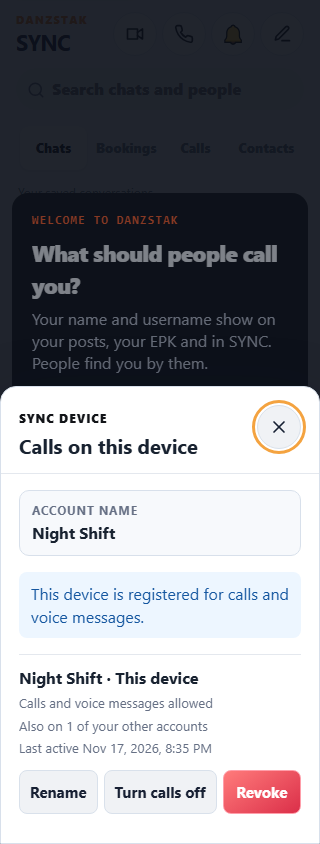 DANZSTAK
SYNC
Search chats and people
Chats Bookings Calls Contacts
WELCOME TO DANZSTAK
What should people call
you?
Your name and username show on
your posts, your EPK and in SYNC.
People find you by them.
SYNC DEVICE
Calls on this device
ACCOUNT NAME
Night Shift
This device is registered for calls and
voice messages.
Night Shift · This device
Calls and voice messages allowed
Also on 1 of your other accounts
Last active Nov 17, 2026, 8:35 PM
Rename Turn calls off Revoke